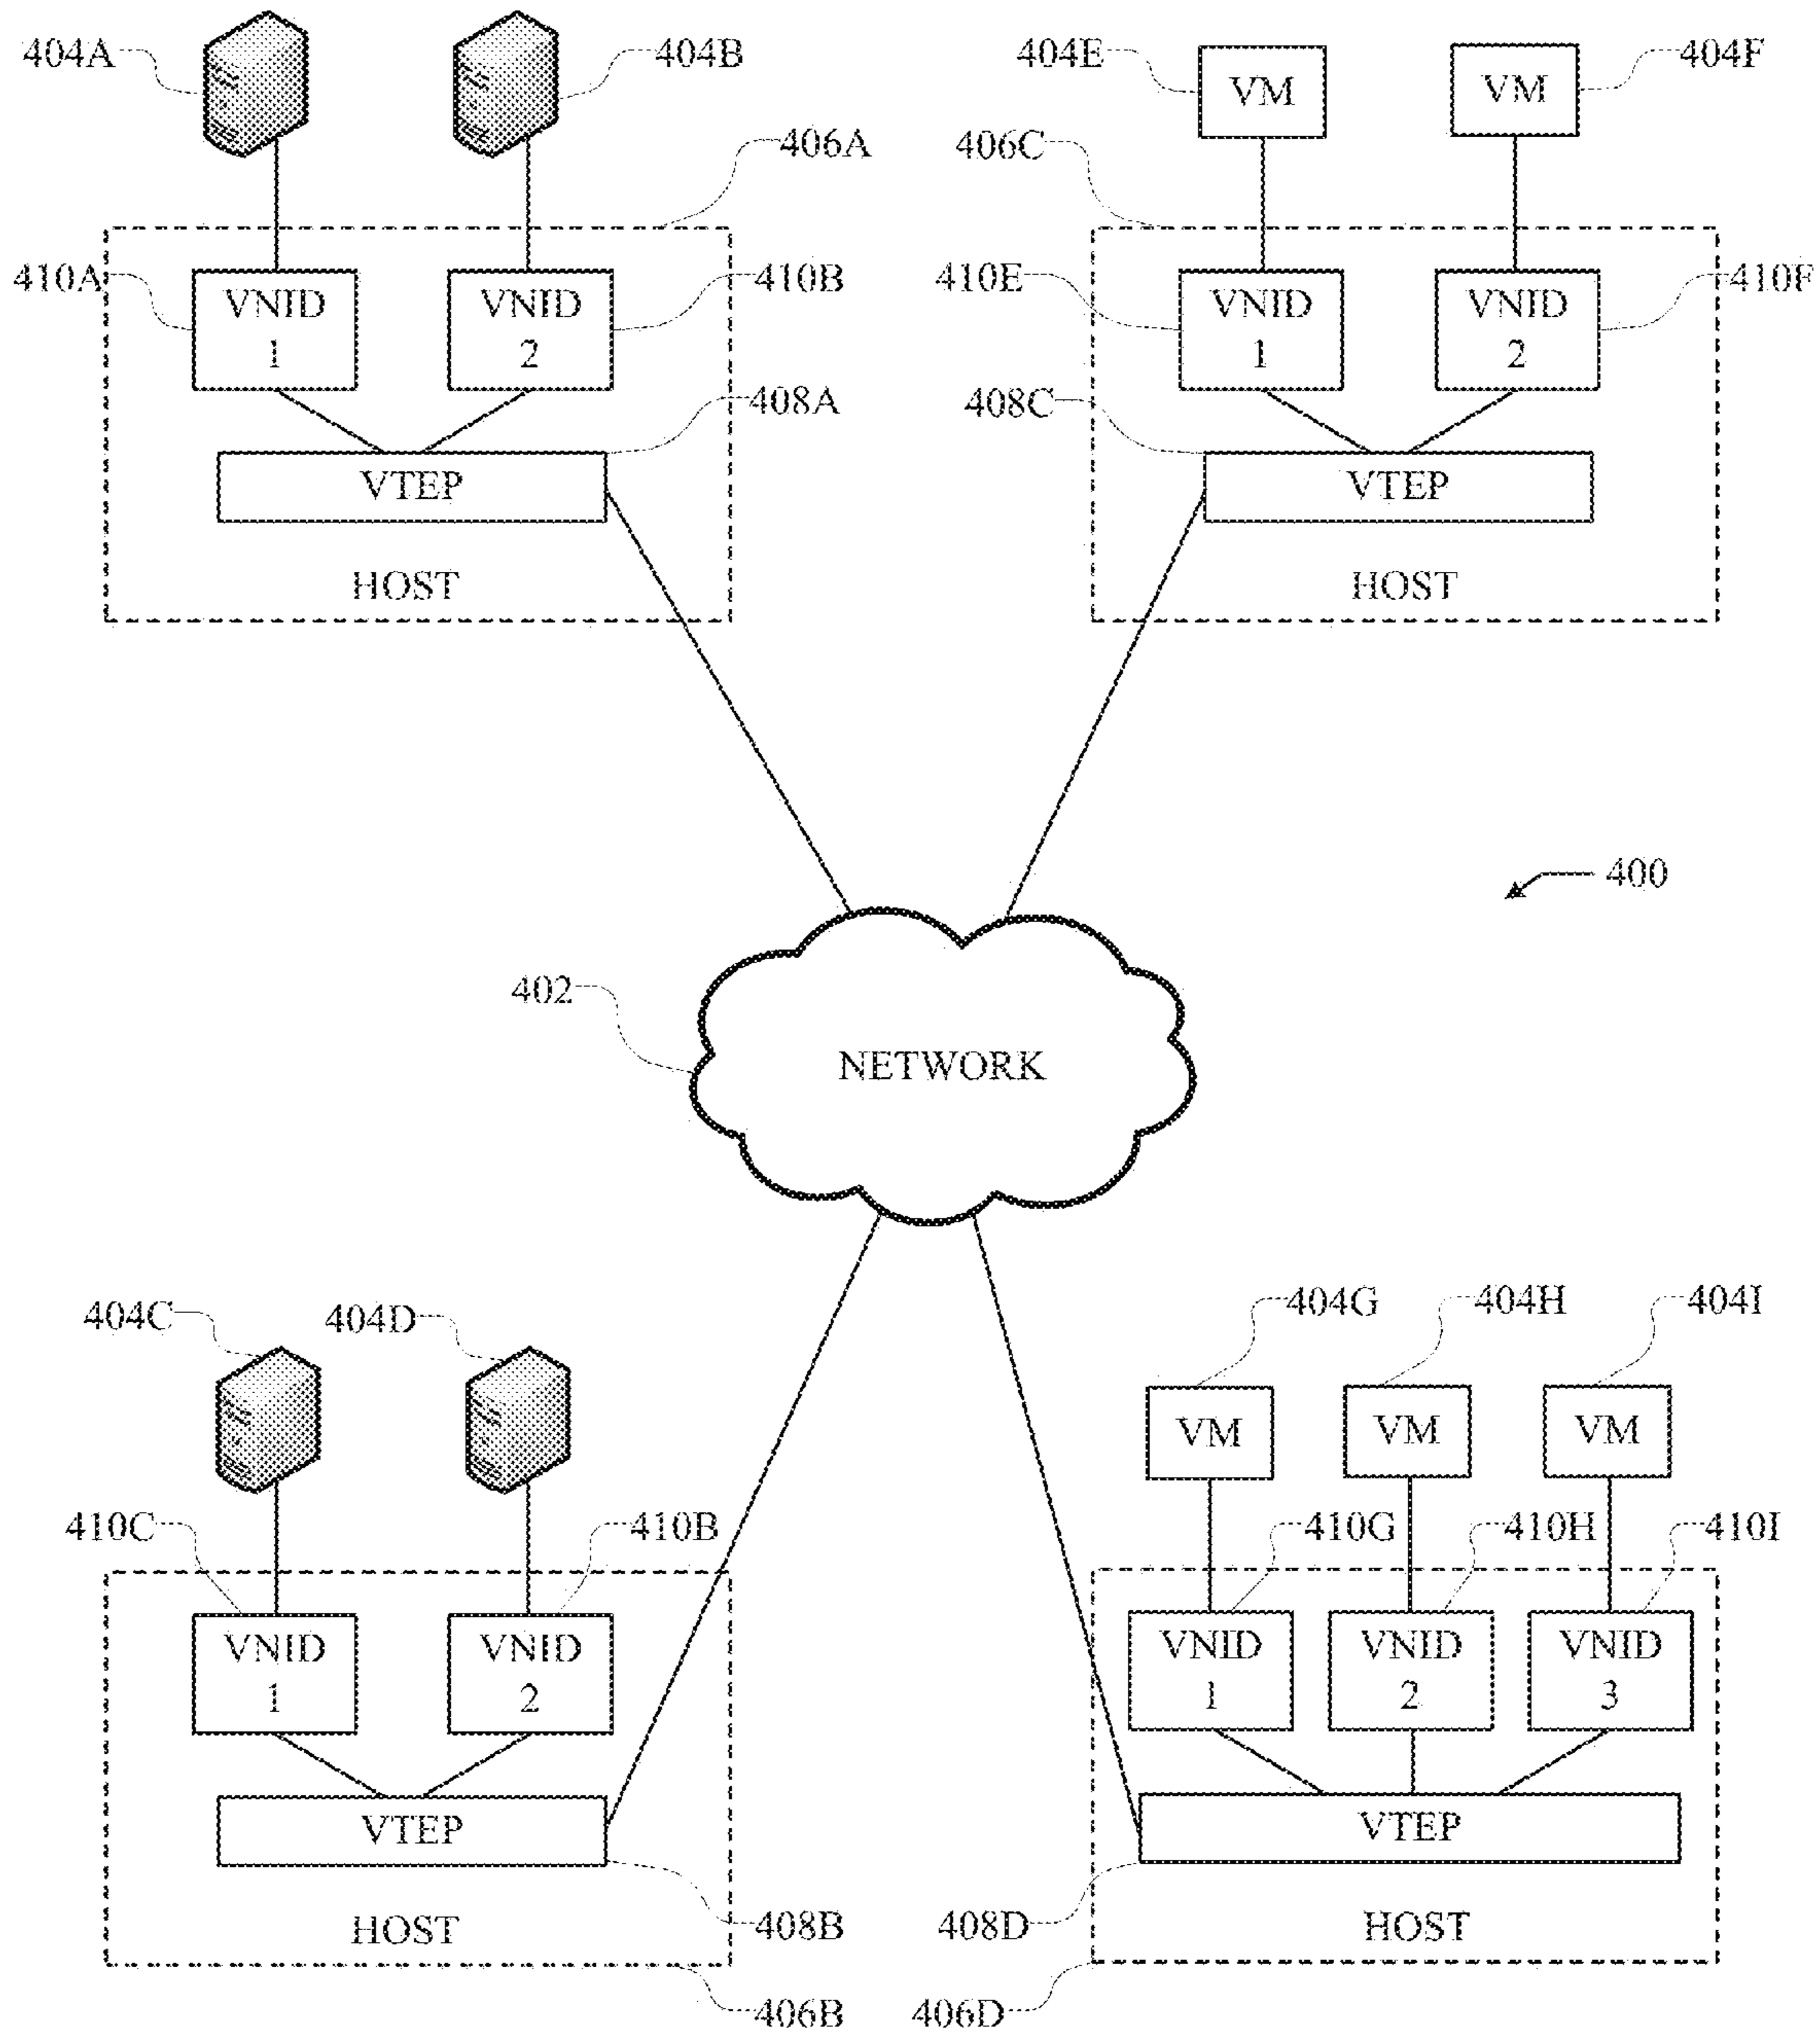 404A 404B 404E VM VM 404F
406A 406C
410A VNID 1 VNID 2 410B 410E VNID 1 VNID 2 410F
408A 408C
VTEP VTEP
HOST HOST
400
402
NETWORK
404C 404D 404G 404H 404I
VM VM VM
410C 410B 410G 410H 410I
VNID 1 VNID 2 VNID 1 VNID 2 VNID 3
VTEP VTEP
HOST 408B 408D HOST
406B 406D